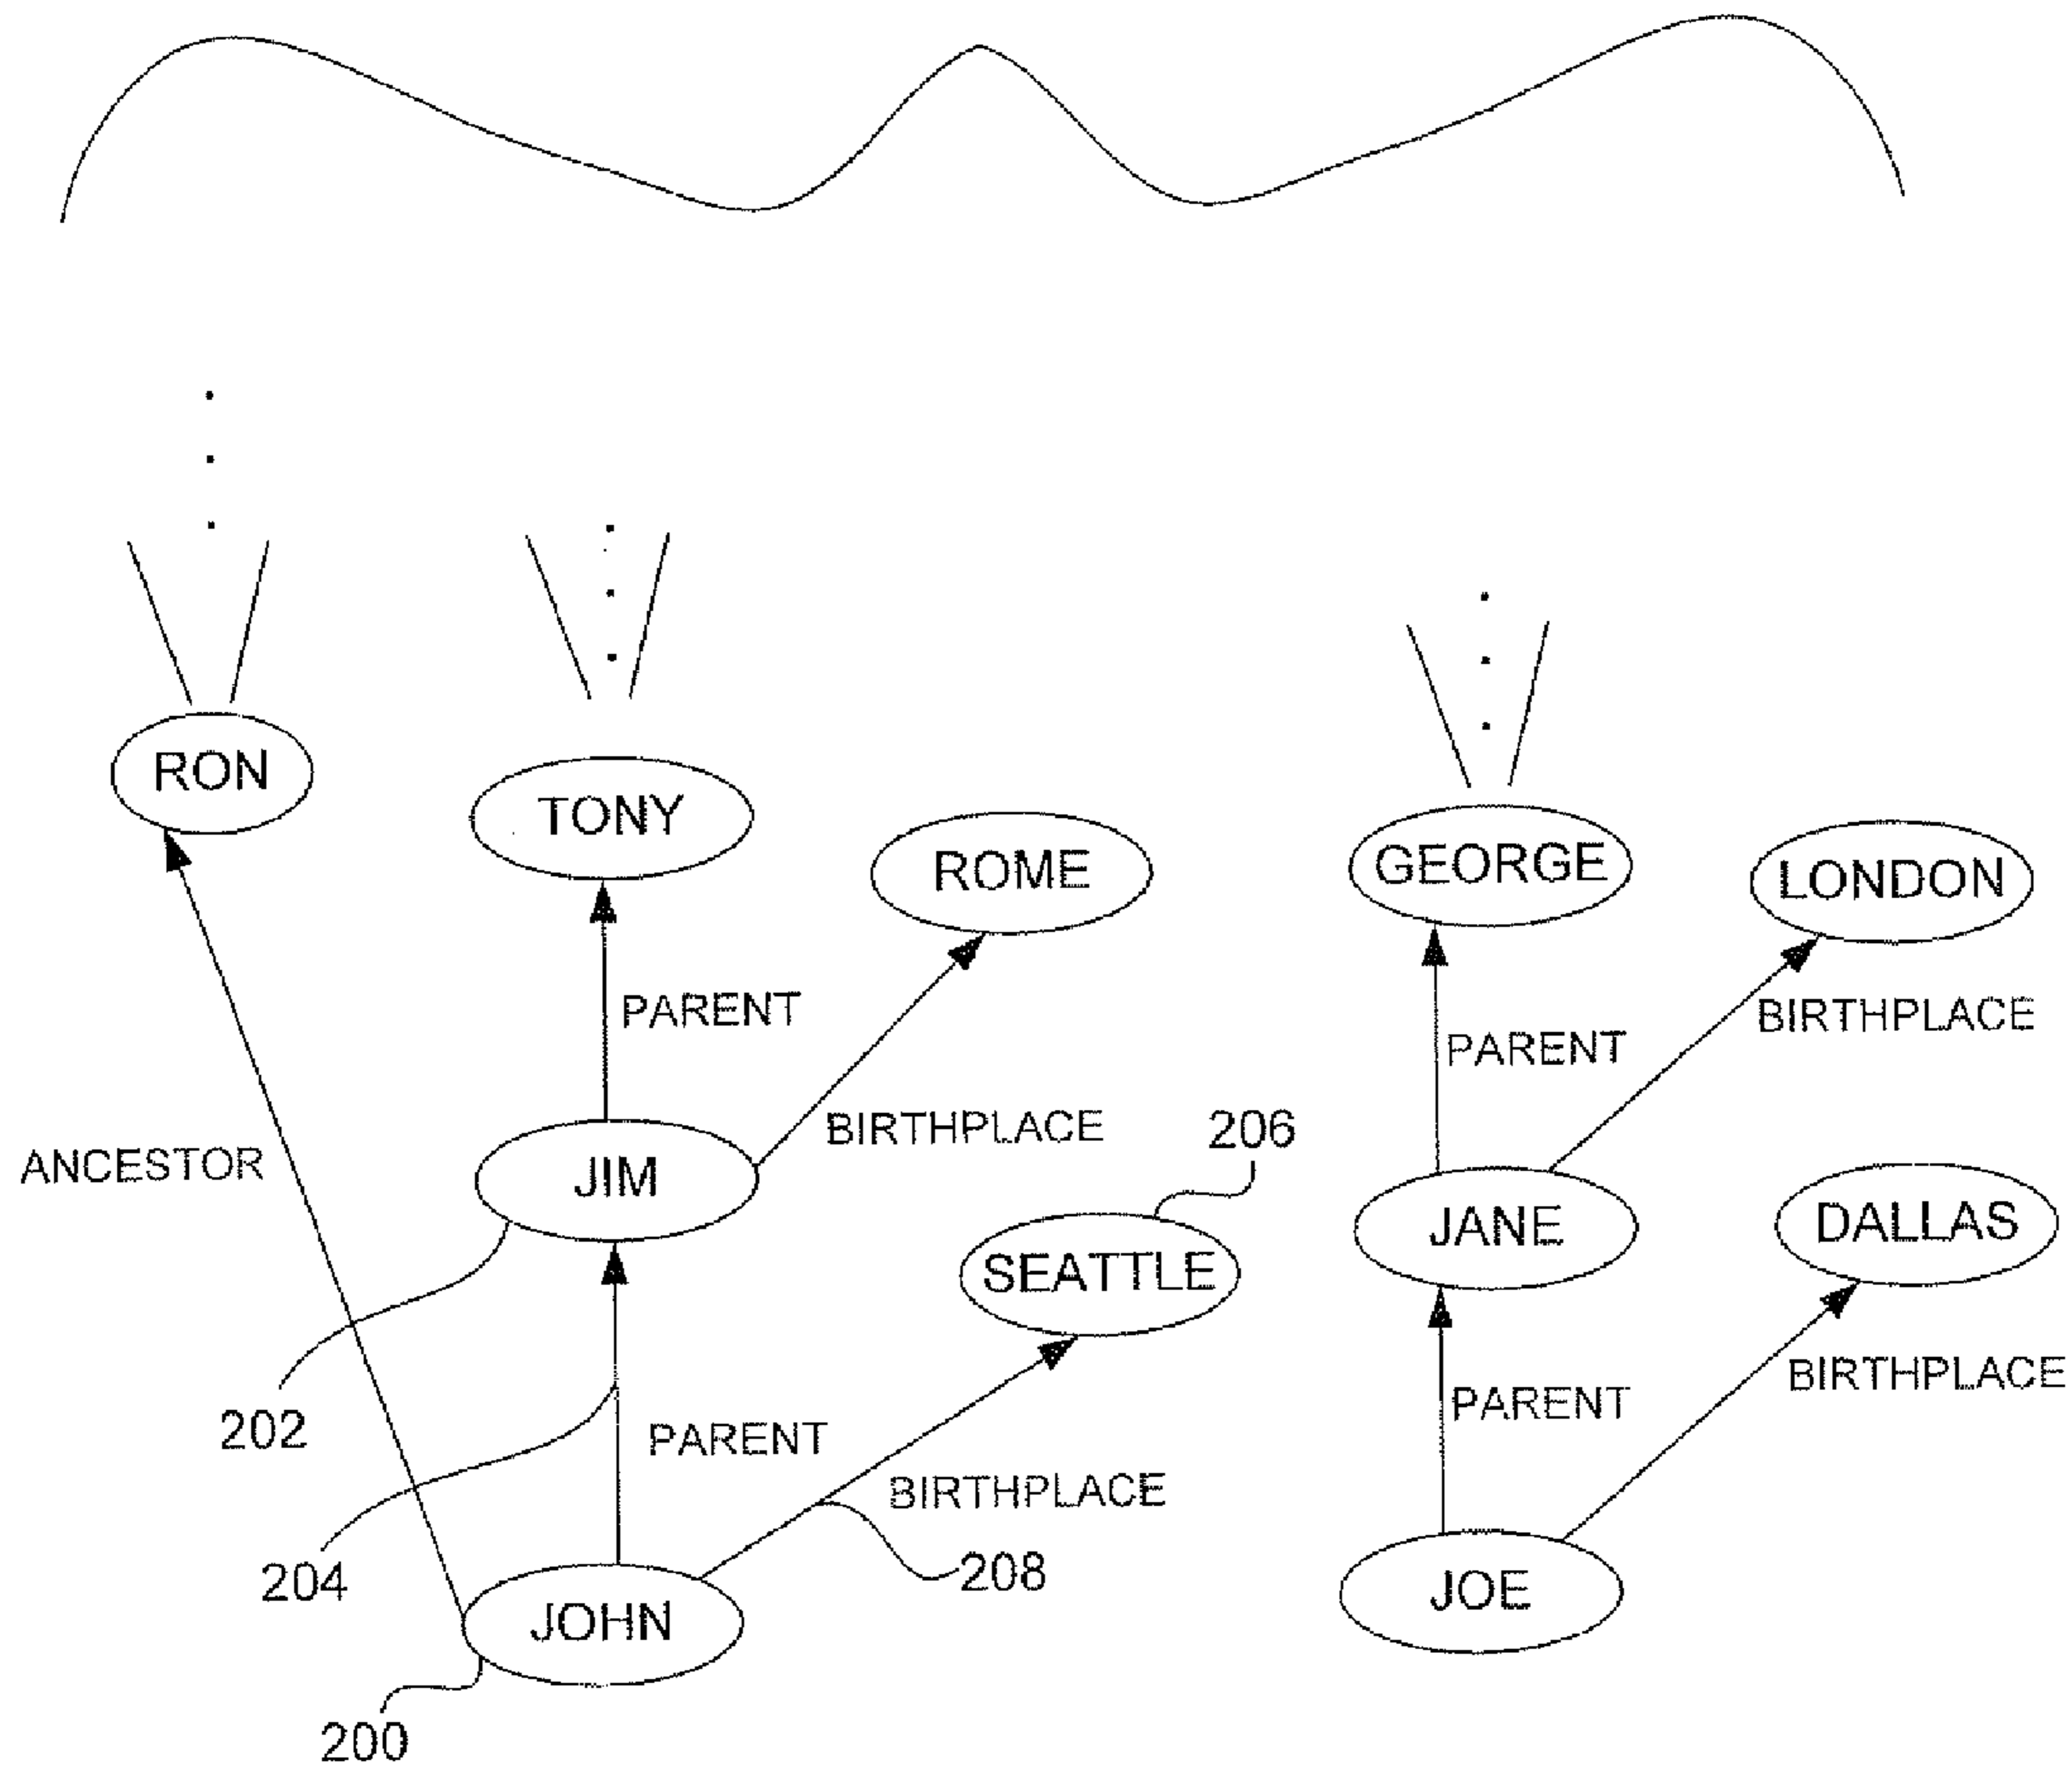 RON
TONY
ROME
GEORGE
LONDON
PARENT
BIRTHPLACE
PARENT
BIRTHPLACE
206
ANCESTOR
JIM
JANE
DALLAS
SEATTLE
BIRTHPLACE
PARENT
202
PARENT
BIRTHPLACE
204
208
JOE
JOHN
200